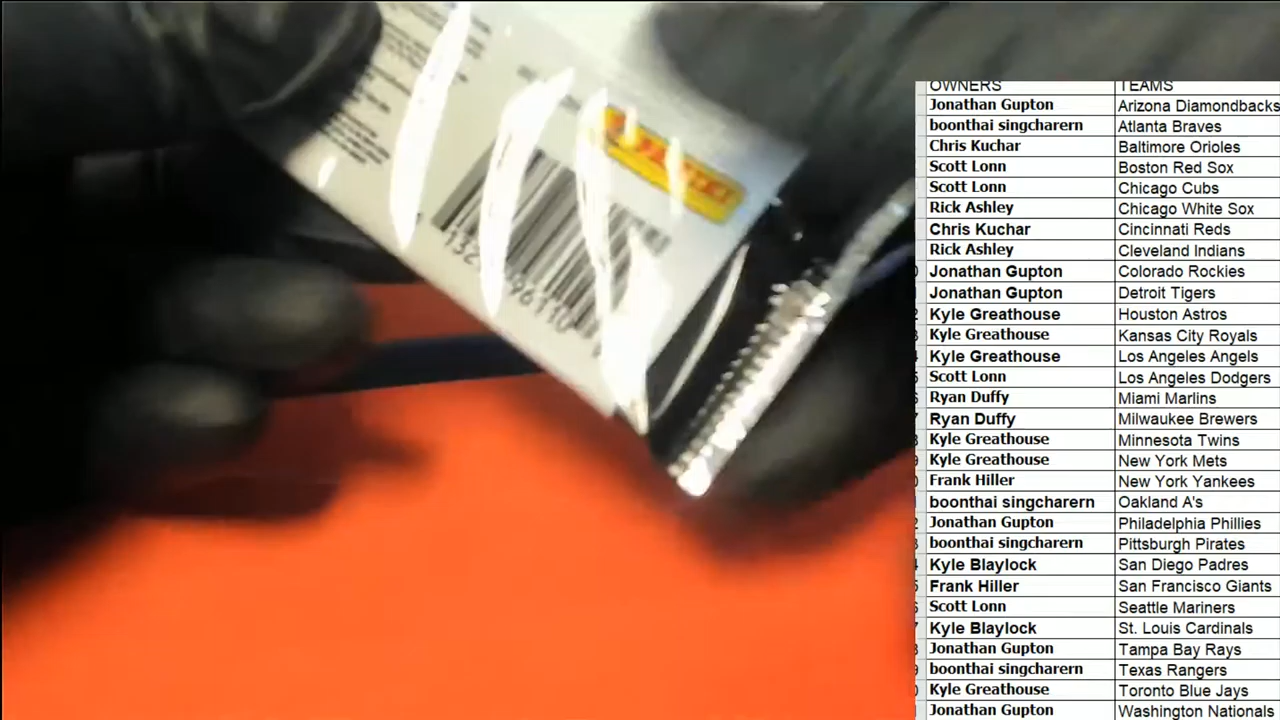 OWNERS TEAMS
Jonathan Gupton Arizona Diamondbacks
boonthai singcharern Atlanta Braves
Chris Kuchar Baltimore Orioles
Scott Lonn Boston Red Sox
Scott Lonn Chicago Cubs
Rick Ashley Chicago White Sox
Chris Kuchar Cincinnati Reds
Rick Ashley Cleveland Indians
Jonathan Gupton Colorado Rockies
Jonathan Gupton Detroit Tigers
Kyle Greathouse Houston Astros
Kyle Greathouse Kansas City Royals
Kyle Greathouse Los Angeles Angels
Scott Lonn Los Angeles Dodgers
Ryan Duffy Miami Marlins
Ryan Duffy Milwaukee Brewers
Kyle Greathouse Minnesota Twins
Kyle Greathouse New York Mets
Frank Hiller New York Yankees
boonthai singcharern Oakland A's
Jonathan Gupton Philadelphia Phillies
boonthai singcharern Pittsburgh Pirates
Kyle Blaylock San Diego Padres
Frank Hiller San Francisco Giants
Scott Lonn Seattle Mariners
Kyle Blaylock St. Louis Cardinals
Jonathan Gupton Tampa Bay Rays
boonthai singcharern Texas Rangers
Kyle Greathouse Toronto Blue Jays
Jonathan Gupton Washington Nationals